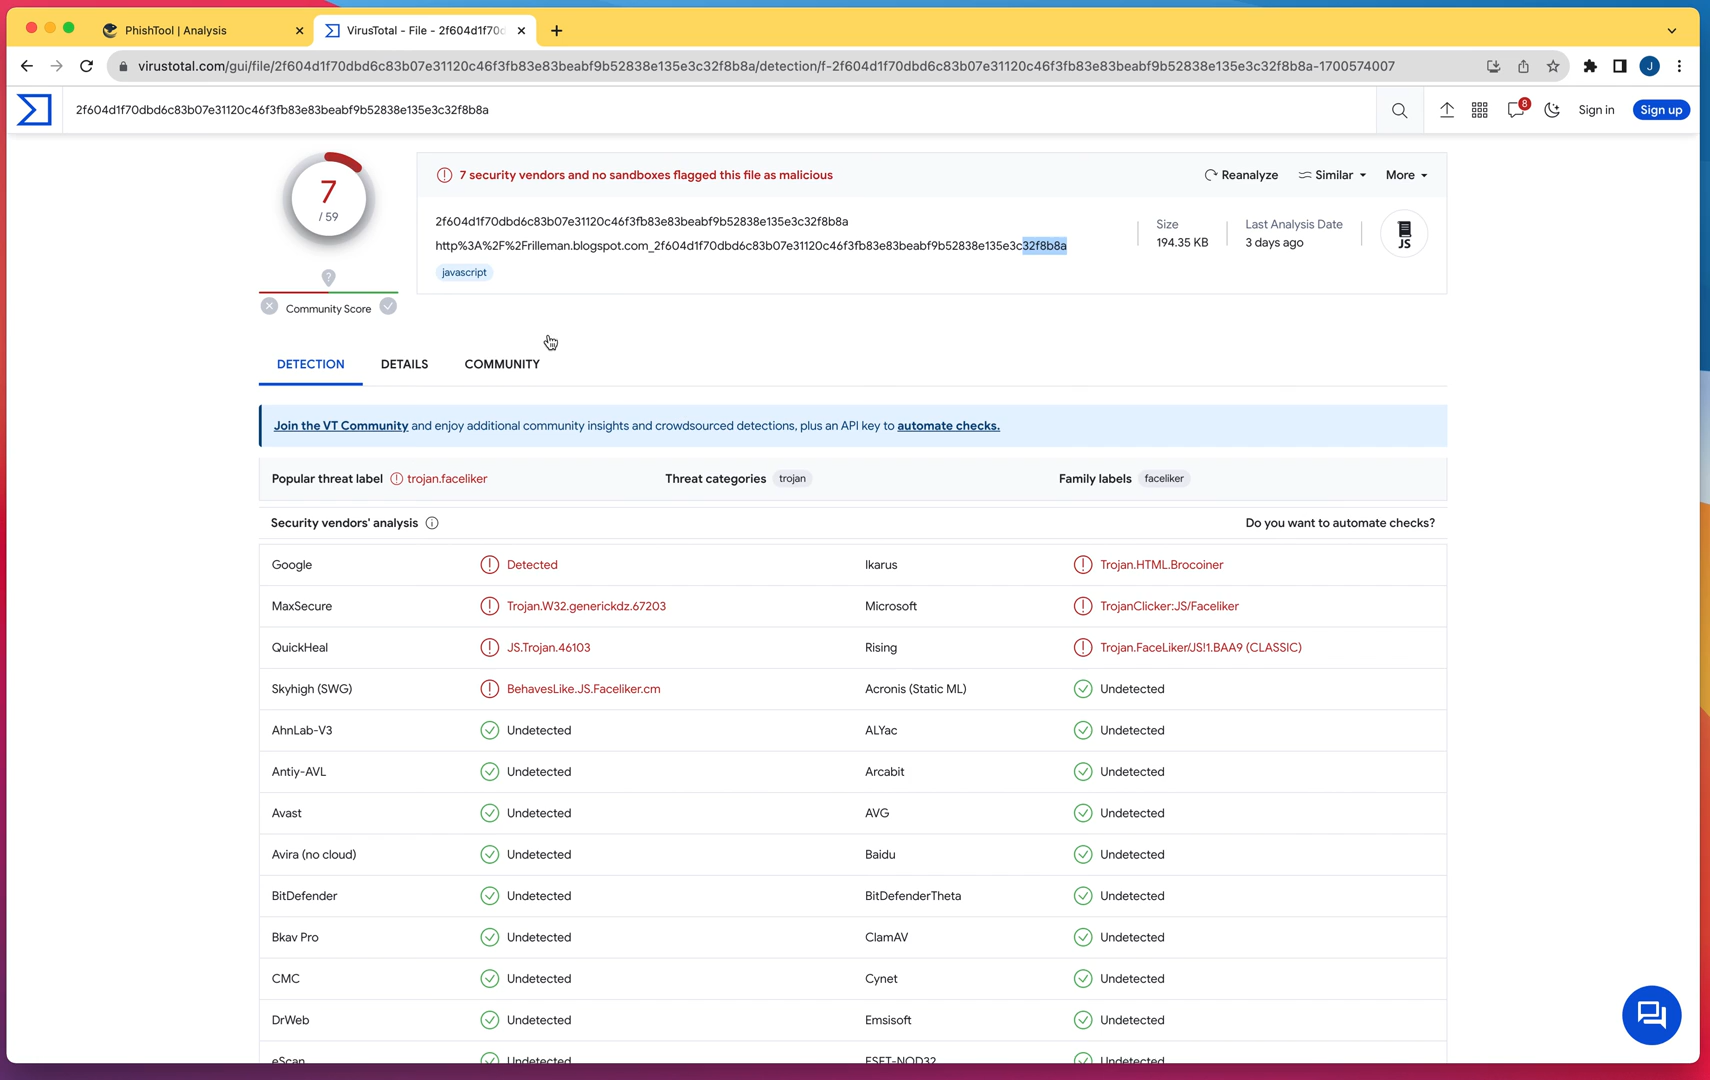 PhishTool | Analysis
VirusTotal - File - 2f604d1f70d
virustotal.com/gui/file/2f604d1f70dbd6c83b07e31120c46f3fb83e83beabf9b52838e135e3c32f8b8a/detection/f-2f604d1f70dbd6c83b07e31120c46f3fb83e83beabf9b52838e135e3c32f8b8a-1700574007
J
2f604d1f70dbd6c83b07e31120c46f3fb83e83beabf9b52838e135e3c32f8b8a
8
Sign in
Sign up
7
/ 59
7 security vendors and no sandboxes flagged this file as malicious
Reanalyze
Similar
More
2f604d1f70dbd6c83b07e31120c46f3fb83e83beabf9b52838e135e3c32f8b8a
http%3A%2F%2Frilleman.blogspot.com_2f604d1f70dbd6c83b07e31120c46f3fb83e83beabf9b52838e135e3c32f8b8a
javascript
Size
194.35 KB
Last Analysis Date
3 days ago
JS
?
Community Score
DETECTION
DETAILS
COMMUNITY
Join the VT Community and enjoy additional community insights and crowdsourced detections, plus an API key to automate checks.
Popular threat label trojan.faceliker
Threat categories trojan
Family labels faceliker
Security vendors' analysis
Do you want to automate checks?
Google Detected Ikarus Trojan.HTML.Brocoiner
MaxSecure Trojan.W32.generickdz.67203 Microsoft TrojanClicker:JS/Faceliker
QuickHeal JS.Trojan.46103 Rising Trojan.FaceLiker/JS!1.BAA9 (CLASSIC)
Skyhigh (SWG) BehavesLike.JS.Faceliker.cm Acronis (Static ML) Undetected
AhnLab-V3 Undetected ALYac Undetected
Antiy-AVL Undetected Arcabit Undetected
Avast Undetected AVG Undetected
Avira (no cloud) Undetected Baidu Undetected
BitDefender Undetected BitDefenderTheta Undetected
Bkav Pro Undetected ClamAV Undetected
CMC Undetected Cynet Undetected
DrWeb Undetected Emsisoft Undetected
eScan Undetected ESET-NOD32 Undetected